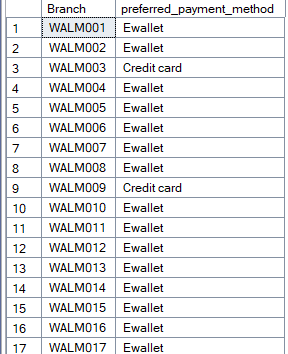 Branch preferred_payment_method
1 WALM001 Ewallet
2 WALM002 Ewallet
3 WALM003 Credit card
4 WALM004 Ewallet
5 WALM005 Ewallet
6 WALM006 Ewallet
7 WALM007 Ewallet
8 WALM008 Ewallet
9 WALM009 Credit card
10 WALM010 Ewallet
11 WALM011 Ewallet
12 WALM012 Ewallet
13 WALM013 Ewallet
14 WALM014 Ewallet
15 WALM015 Ewallet
16 WALM016 Ewallet
17 WALM017 Ewallet